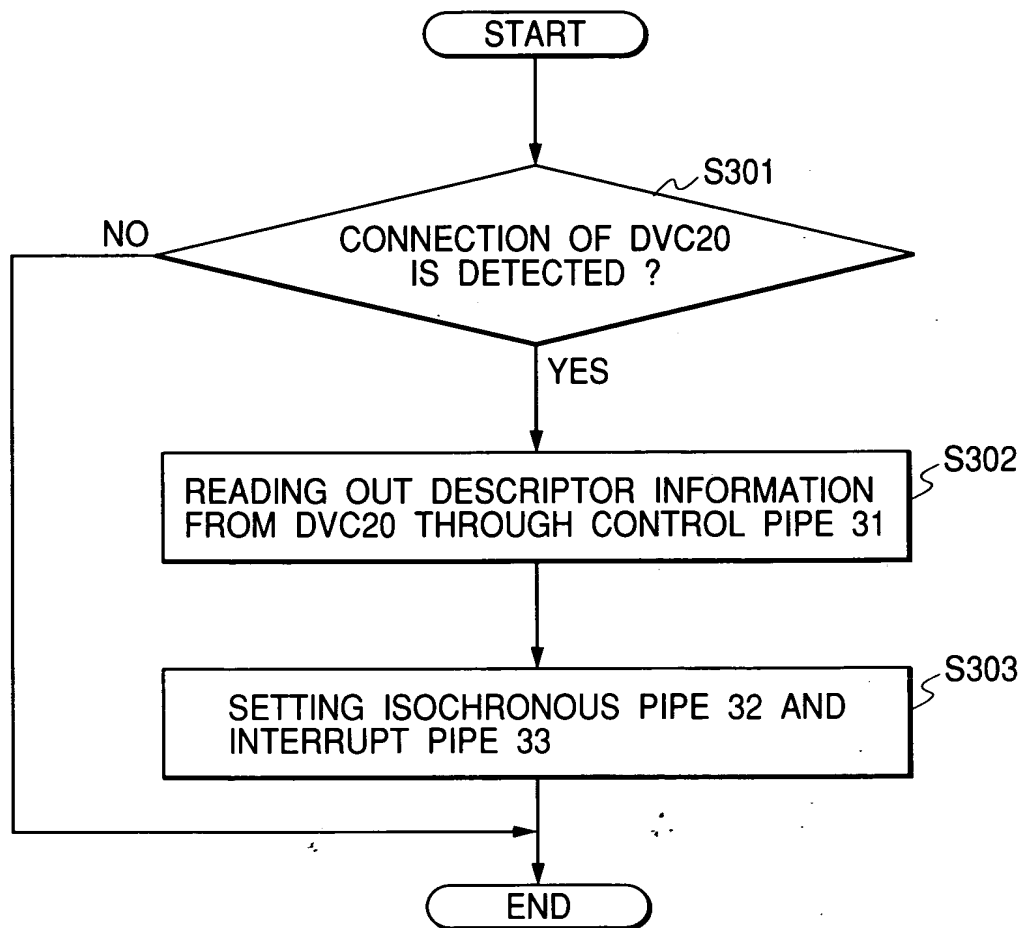 START
S301
NO
CONNECTION OF DVC20
IS DETECTED ?
YES
S302
READING OUT DESCRIPTOR INFORMATION
FROM DVC20 THROUGH CONTROL PIPE 31
S303
SETTING ISOCHRONOUS PIPE 32 AND
INTERRUPT PIPE 33
END